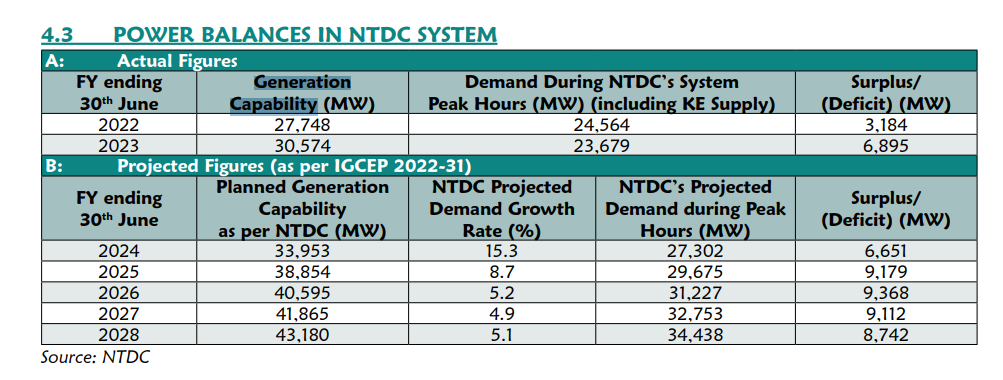 4.3 POWER BALANCES IN NTDC SYSTEM
A: Actual Figures
FY ending 30th June | Generation Capability (MW) | Demand During NTDC's System Peak Hours (MW) (including KE Supply) | Surplus/ (Deficit) (MW)
2022 | 27,748 | 24,564 | 3,184
2023 | 30,574 | 23,679 | 6,895
B: Projected Figures (as per IGCEP 2022-31)
FY ending 30th June | Planned Generation Capability as per NTDC (MW) | NTDC Projected Demand Growth Rate (%) | NTDC's Projected Demand during Peak Hours (MW) | Surplus/ (Deficit) (MW)
2024 | 33,953 | 15.3 | 27,302 | 6,651
2025 | 38,854 | 8.7 | 29,675 | 9,179
2026 | 40,595 | 5.2 | 31,227 | 9,368
2027 | 41,865 | 4.9 | 32,753 | 9,112
2028 | 43,180 | 5.1 | 34,438 | 8,742
Source: NTDC